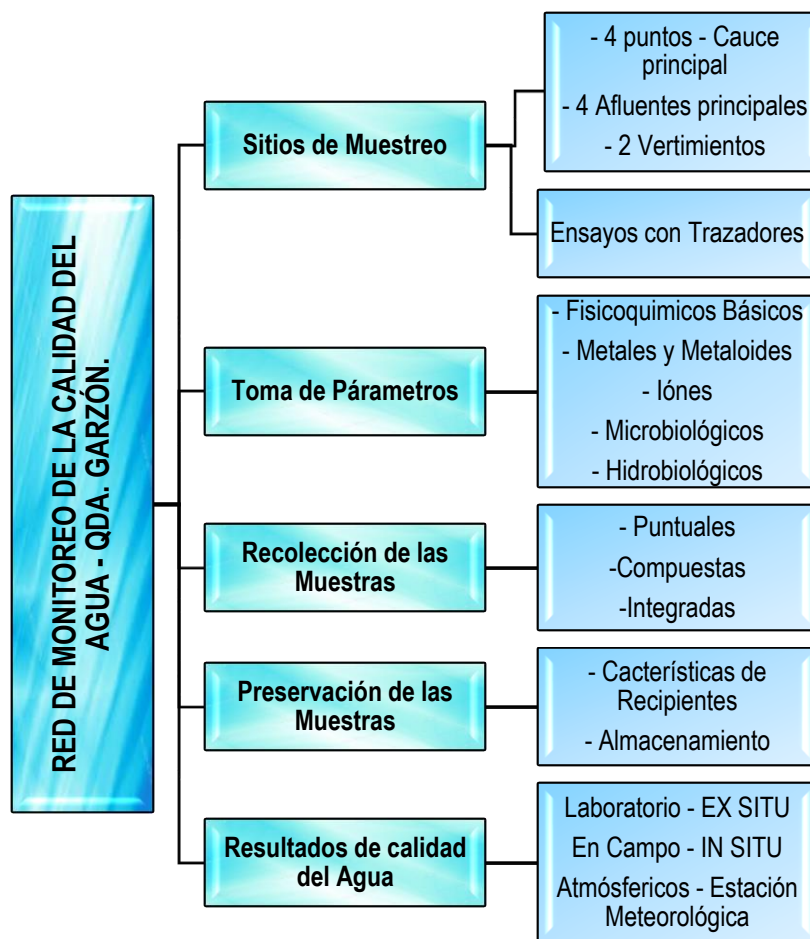 RED DE MONITOREO DE LA CALIDAD DEL
AGUA - QDA. GARZÓN.
Sitios de Muestreo
- 4 puntos - Cauce
principal
- 4 Afluentes principales
- 2 Vertimientos
Ensayos con Trazadores
Toma de Párametros
- Fisicoquimicos Básicos
- Metales y Metaloides
- Iónes
- Microbiológicos
- Hidrobiológicos
Recolección de las
Muestras
- Puntuales
-Compuestas
-Integradas
Preservación de las
Muestras
- Cacterísticas de
Recipientes
- Almacenamiento
Resultados de calidad
del Agua
Laboratorio - EX SITU
En Campo - IN SITU
Atmósfericos - Estación
Meteorológica